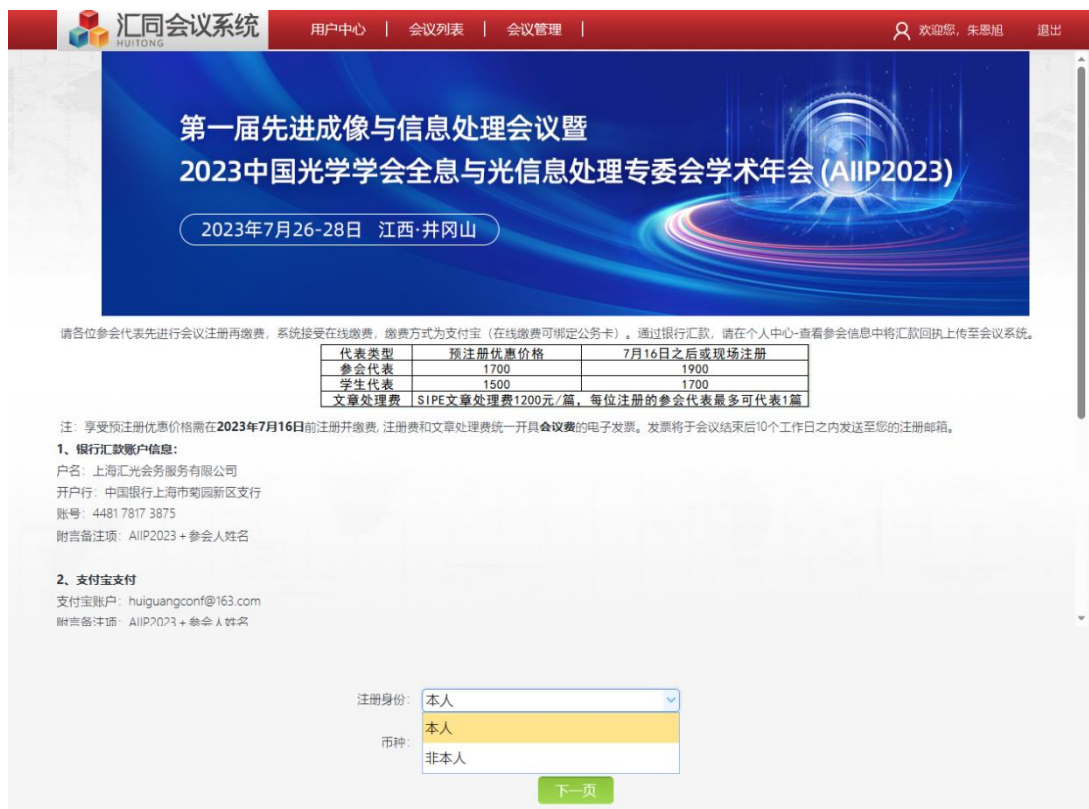 汇同会议系统
HUITONG
用户中心 | 会议列表 | 会议管理 |
欢迎您，朱恩旭 退出
第一届先进成像与信息处理会议暨
2023中国光学学会全息与光信息处理专委会学术年会 (AIIP2023)
2023年7月26-28日 江西·井冈山
请各位参会代表先进行会议注册再缴费，系统接受在线缴费，缴费方式为支付宝（在线缴费可绑定公务卡）。通过银行汇款，请在个人中心-查看参会信息中将汇款回执上传至会议系统。
代表类型 预注册优惠价格 7月16日之后或现场注册
参会代表 1700 1900
学生代表 1500 1700
文章处理费 SIPE文章处理费1200元/篇，每位注册的参会代表最多可代表1篇
注：享受预注册优惠价格需在2023年7月16日前注册并缴费, 注册费和文章处理费统一开具会议费的电子发票。发票将于会议结束后10个工作日之内发送至您的注册邮箱。
1、银行汇款账户信息：
户名：上海汇光会务服务有限公司
开户行：中国银行上海市菊园新区支行
账号：4481 7817 3875
附言备注项：AIIP2023 + 参会人姓名
2、支付宝支付
支付宝账户：huiguangconf@163.com
附言备注项：AIIP2023 + 参会人姓名
注册身份： 本人
本人
币种：
非本人
下一页